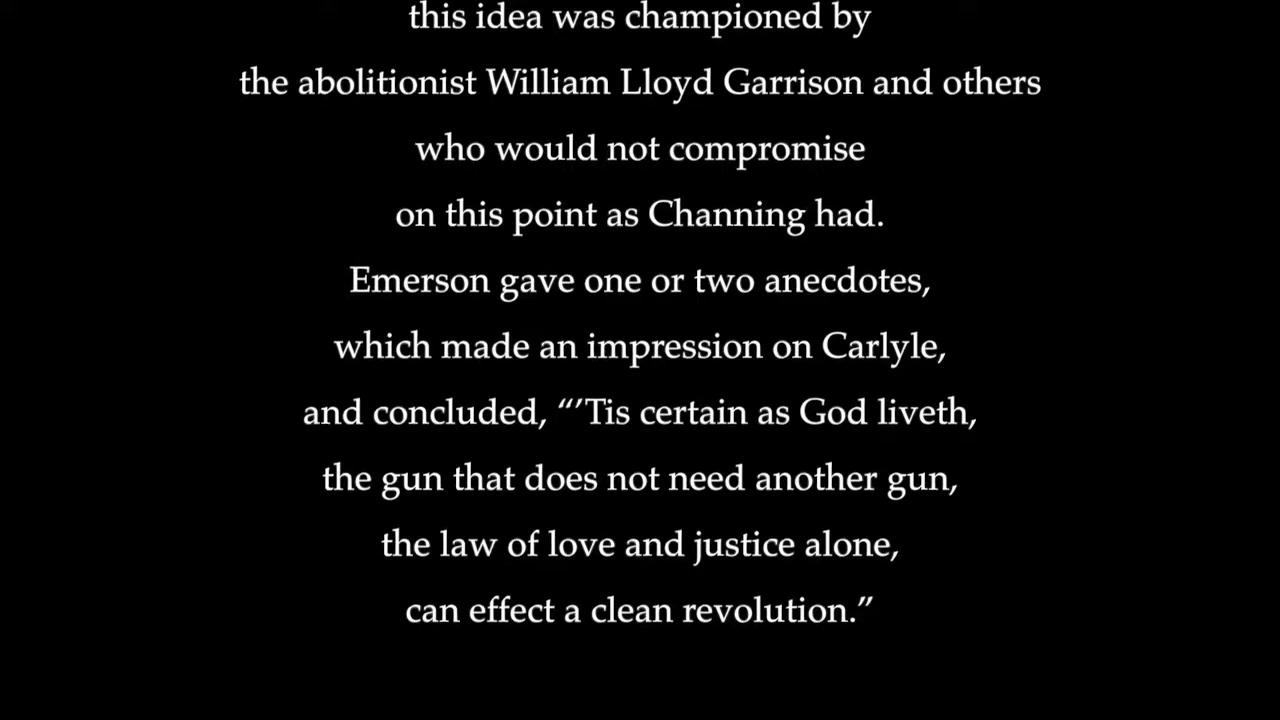 this idea was championed by
the abolitionist William Lloyd Garrison and others
who would not compromise
on this point as Channing had.
Emerson gave one or two anecdotes,
which made an impression on Carlyle,
and concluded, “’Tis certain as God liveth,
the gun that does not need another gun,
the law of love and justice alone,
can effect a clean revolution.”